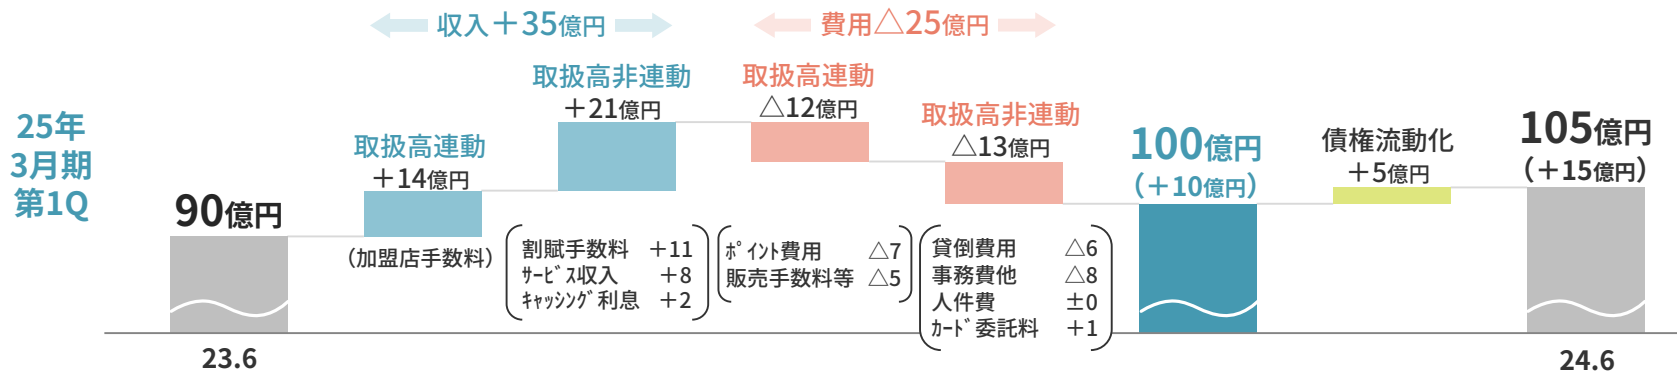 収入＋35億円
費用△25億円
25年
3月期
第1Q
90億円
取扱高連動
＋14億円
（加盟店手数料）
取扱高非連動
＋21億円
割賦手数料 ＋11
ｻｰﾋﾞｽ収入 ＋8
ｷｬｯｼﾝｸﾞ利息 ＋2
取扱高連動
△12億円
ﾎﾟｲﾝﾄ費用 △7
販売手数料等 △5
取扱高非連動
△13億円
貸倒費用 △6
事務費他 △8
人件費 ±0
ｶｰﾄﾞ委託料 ＋1
100億円
（＋10億円）
債権流動化
＋5億円
105億円
（＋15億円）
23.6
24.6